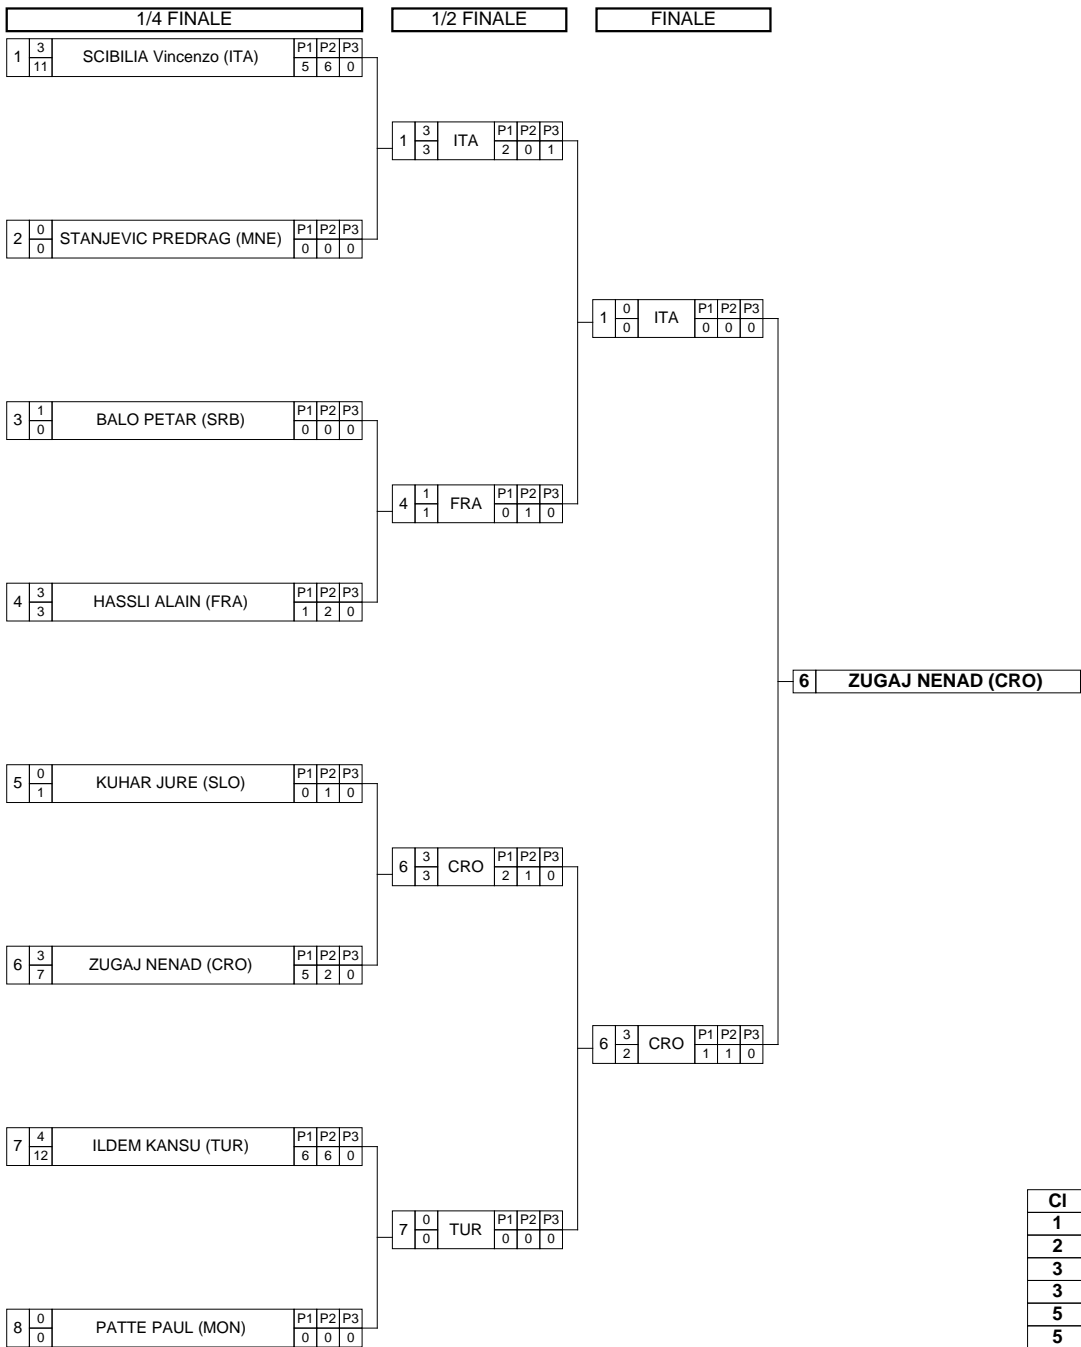 1/4 FINALE 1/2 FINALE FINALE
1 3 SCIBILIA Vincenzo (ITA) P1 P2 P3
11 5 6 0
1 3 ITA P1 P2 P3
3 2 0 1
2 0 STANJEVIC PREDRAG (MNE) P1 P2 P3
0 0 0 0
1 0 ITA P1 P2 P3
0 0 0 0
3 1 BALO PETAR (SRB) P1 P2 P3
0 0 0 0
4 1 FRA P1 P2 P3
1 0 1 0
4 3 HASSLI ALAIN (FRA) P1 P2 P3
3 1 2 0
6 ZUGAJ NENAD (CRO)
5 0 KUHAR JURE (SLO) P1 P2 P3
1 0 1 0
6 3 CRO P1 P2 P3
3 2 1 0
6 3 ZUGAJ NENAD (CRO) P1 P2 P3
7 5 2 0
6 3 CRO P1 P2 P3
2 1 1 0
7 4 ILDEM KANSU (TUR) P1 P2 P3
12 6 6 0
7 0 TUR P1 P2 P3
0 0 0 0
8 0 PATTE PAUL (MON) P1 P2 P3
0 0 0 0
Cl
1
2
3
3
5
5